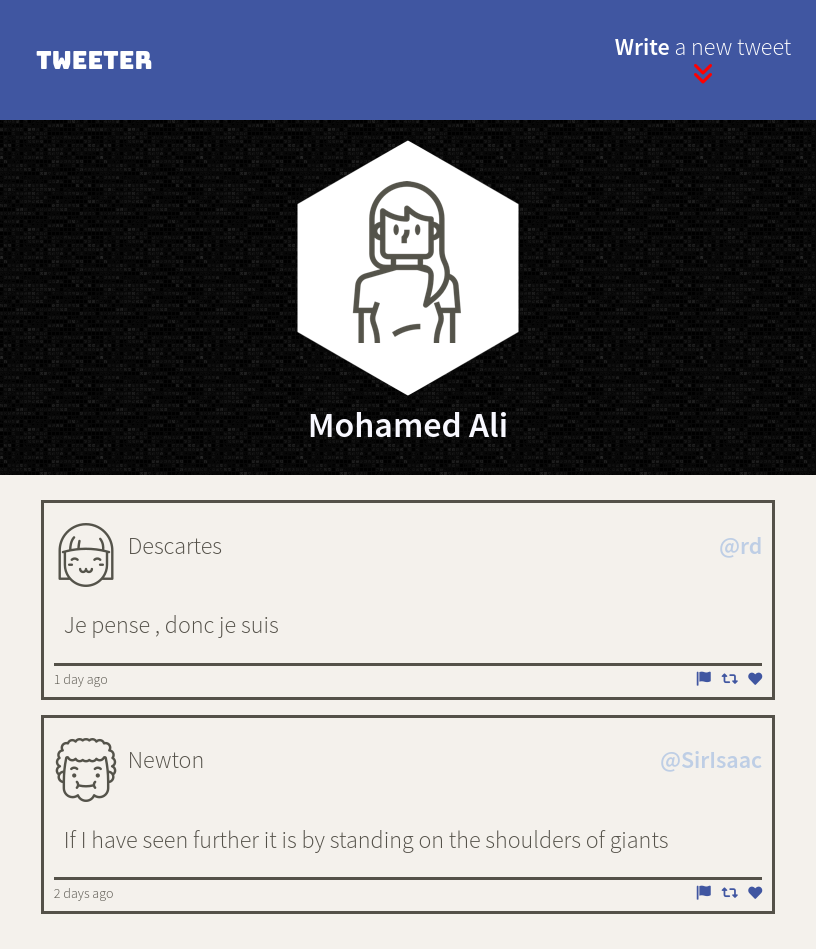 TWEETER
Write a new tweet
Mohamed Ali
Descartes
@rd
Je pense , donc je suis
1 day ago
Newton
@SirIsaac
If I have seen further it is by standing on the shoulders of giants
2 days ago